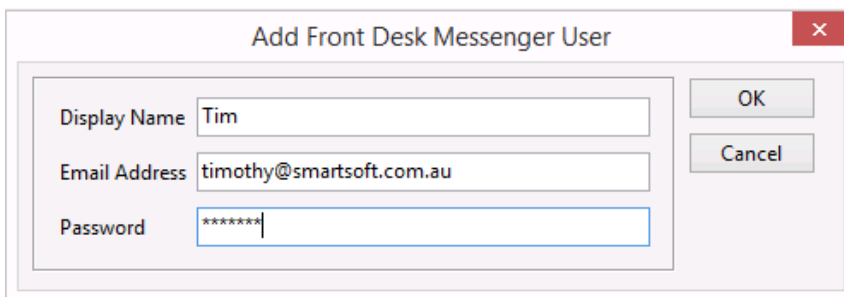 Add Front Desk Messenger User
Display Name Tim
OK
Email Address timothy@smartsoft.com.au
Cancel
Password *******